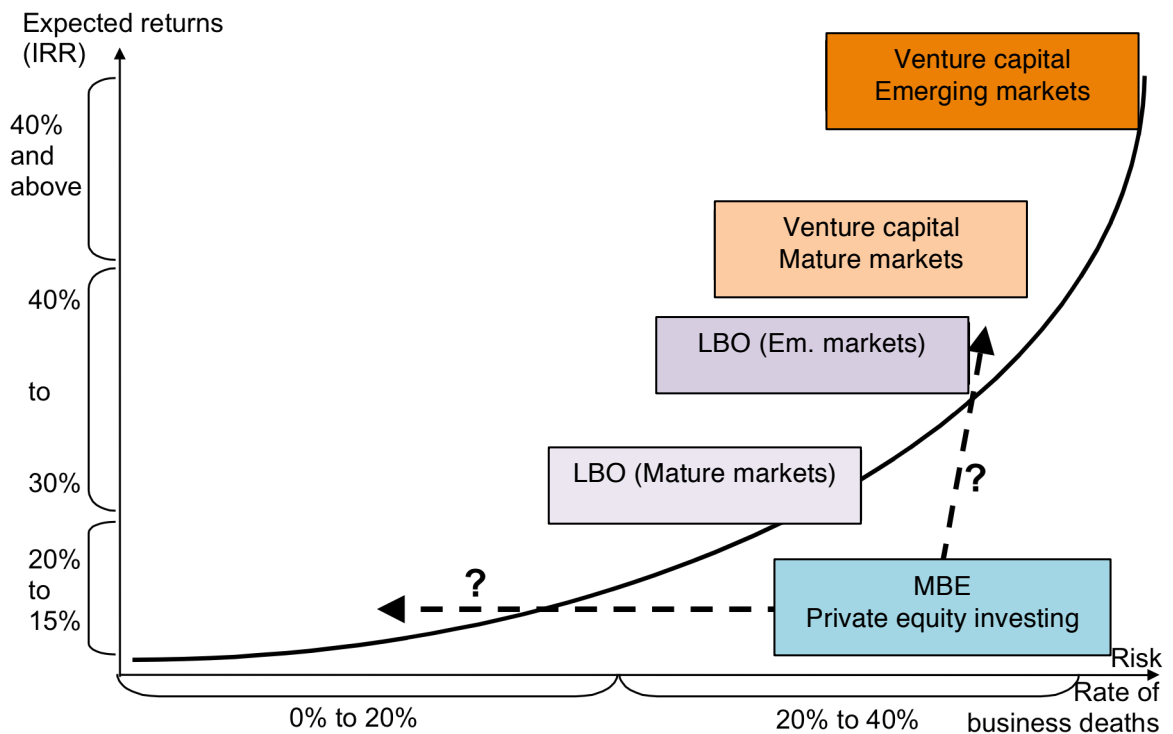 Expected returns
(IRR)
Venture capital
Emerging markets
40%
and
above
Venture capital
Mature markets
40%
LBO (Em. markets)
to
LBO (Mature markets)
30%
?
20%
to
15%
?
MBE
Private equity investing
Risk
0% to 20%
20% to 40%
Rate of
business deaths